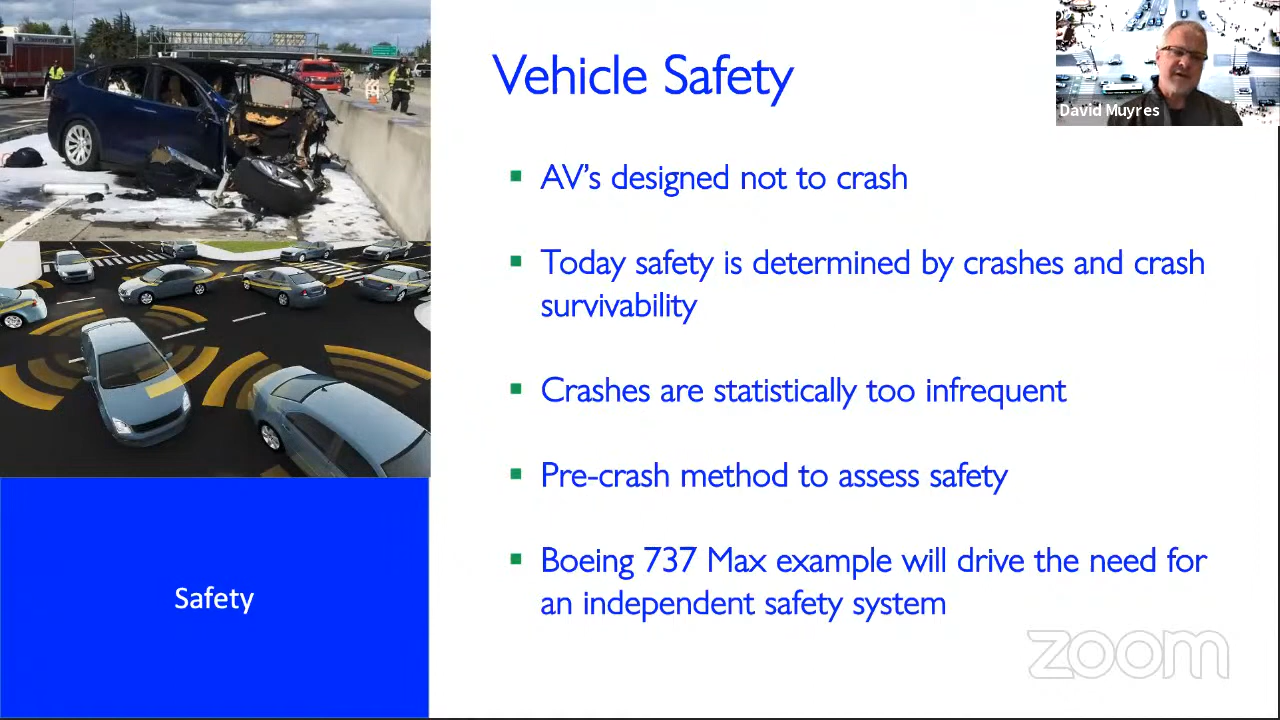 Vehicle Safety
David Muyres
AV's designed not to crash
Today safety is determined by crashes and crash
survivability
Crashes are statistically too infrequent
Pre-crash method to assess safety
Boeing 737 Max example will drive the need for
an independent safety system
Safety
zoom